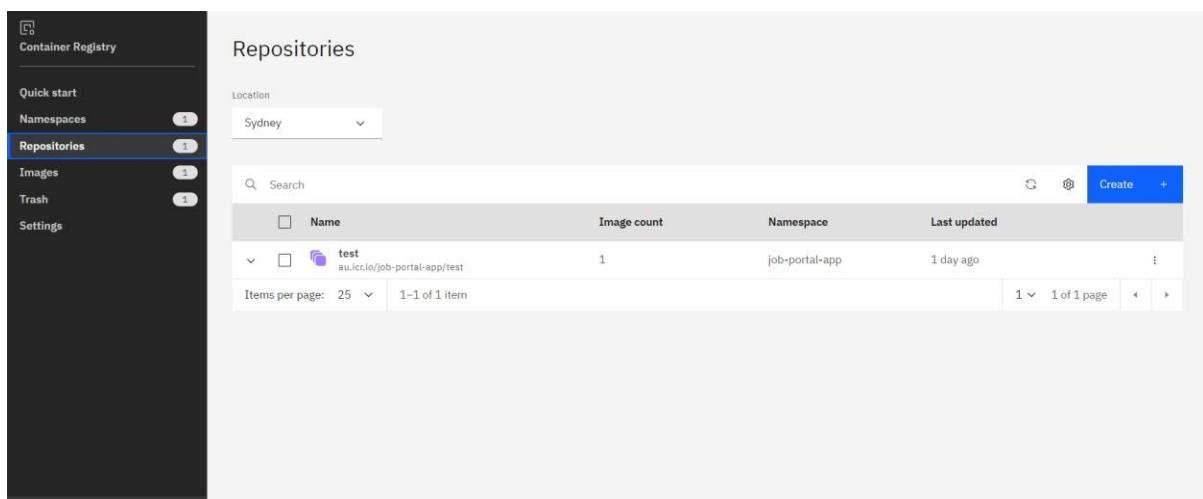 Container Registry
Quick start
Namespaces 1
Repositories 1
Images 1
Trash 1
Settings
Repositories
Location
Sydney
Search
Create +
Name Image count Namespace Last updated
test
au.icr.io/job-portal-app/test
1 job-portal-app 1 day ago
Items per page: 25 1–1 of 1 item 1 1 of 1 page